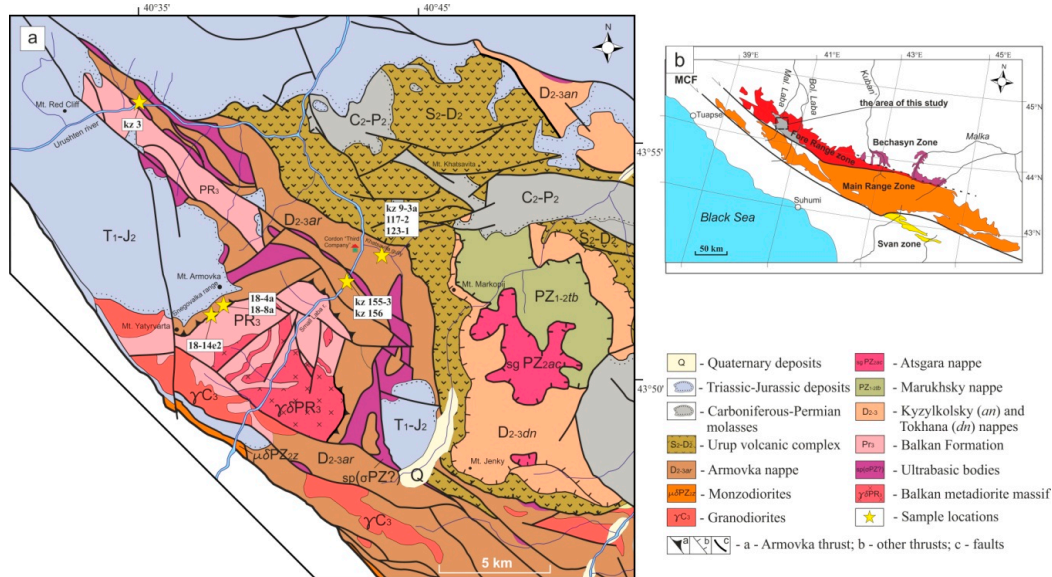 40°35'
40°45'
a
N
Mt. Red Cliff
Urushten river
kz 3
C₂-P₂
S₂-D₂
D₂₋₃an
Mt. Khatsavita
43°55'
PR₃
C₂-P₂
D₂₋₃ar
kz 9-3a
117-2
123-1
S₂-D₂
T₁-J₂
Cordon "Third
Company"
Mt. Armovka
Mt. Markopij
PZ₁₋₂tb
18-4a
18-8a
kz 155-3
kz 156
Mt. Yatyrvarta
PR₃
18-14e2
sg PZ₂ac
43°50'
γC₃
γδPR₃
T₁-J₂
μδPZ₂z
D₂₋₃ar
D₂₋₃dn
sp(σPZ?)
Q
Mt. Jenky
γC₃
5 km
b
39°E
41°E
43°E
45°E
N
MCF
Mal. Laba
Bol. Laba
Kuban
the area of this study
45°N
Tuapse
Fore Range zone
Bechasyn Zone
Malka
44°N
Main Range Zone
Black Sea
Suhumi
43°N
Svan zone
50 km
Q - Quaternary deposits
- Triassic-Jurassic deposits
- Carboniferous-Permian
molasses
S₂-D₂ - Urup volcanic complex
D₂₋₃ar - Armovka nappe
μδPZ₂z - Monzodiorites
γC₃ - Granodiorites
sg PZ₂ac - Atsgara nappe
PZ₁₋₂tb - Marukhsky nappe
D₂₋₃ - Kyzylkolsky (an) and
Tokhana (dn) nappes
PR₃ - Balkan Formation
sp(σPZ?) - Ultrabasic bodies
γδPR₃ - Balkan metadiorite massif
- Sample locations
a b c - a - Armovka thrust; b - other thrusts; c - faults